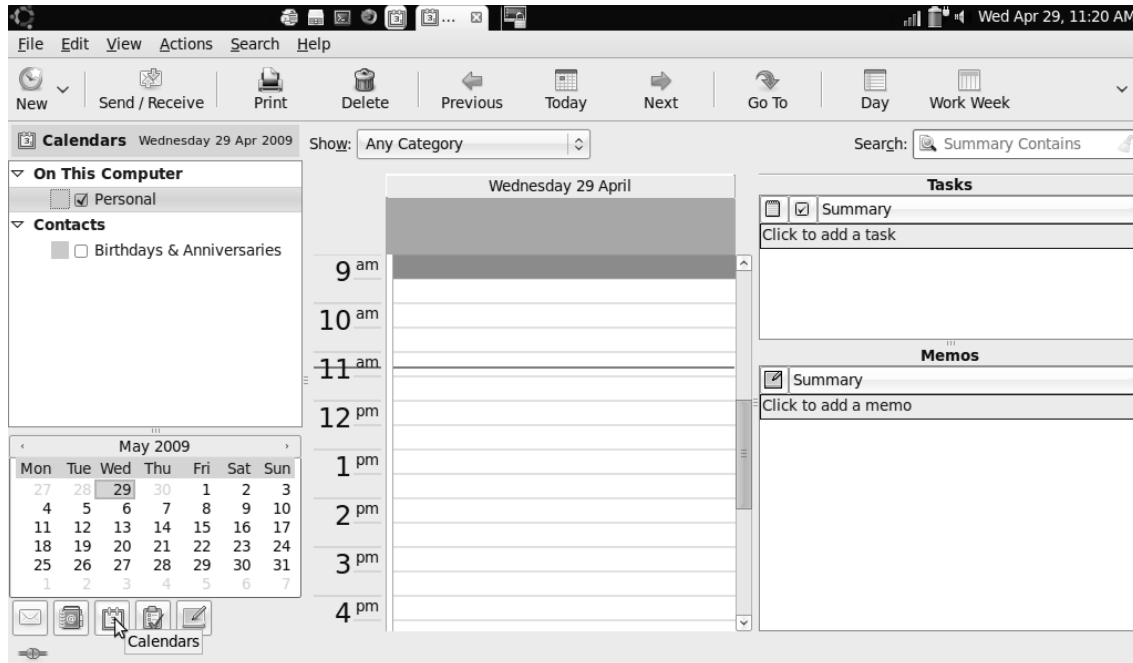 3... Wed Apr 29, 11:20 AM
File Edit View Actions Search Help
New Send / Receive Print Delete Previous Today Next Go To Day Work Week
Calendars Wednesday 29 Apr 2009 Show: Any Category Search: Summary Contains
On This Computer
Personal
Contacts
Birthdays & Anniversaries
May 2009
Mon Tue Wed Thu Fri Sat Sun
27 28 29 30 1 2 3
4 5 6 7 8 9 10
11 12 13 14 15 16 17
18 19 20 21 22 23 24
25 26 27 28 29 30 31
1 2 3 4 5 6 7
Calendars
Wednesday 29 April
9 am
10 am
11 am
12 pm
1 pm
2 pm
3 pm
4 pm
Tasks
Summary
Click to add a task
Memos
Summary
Click to add a memo